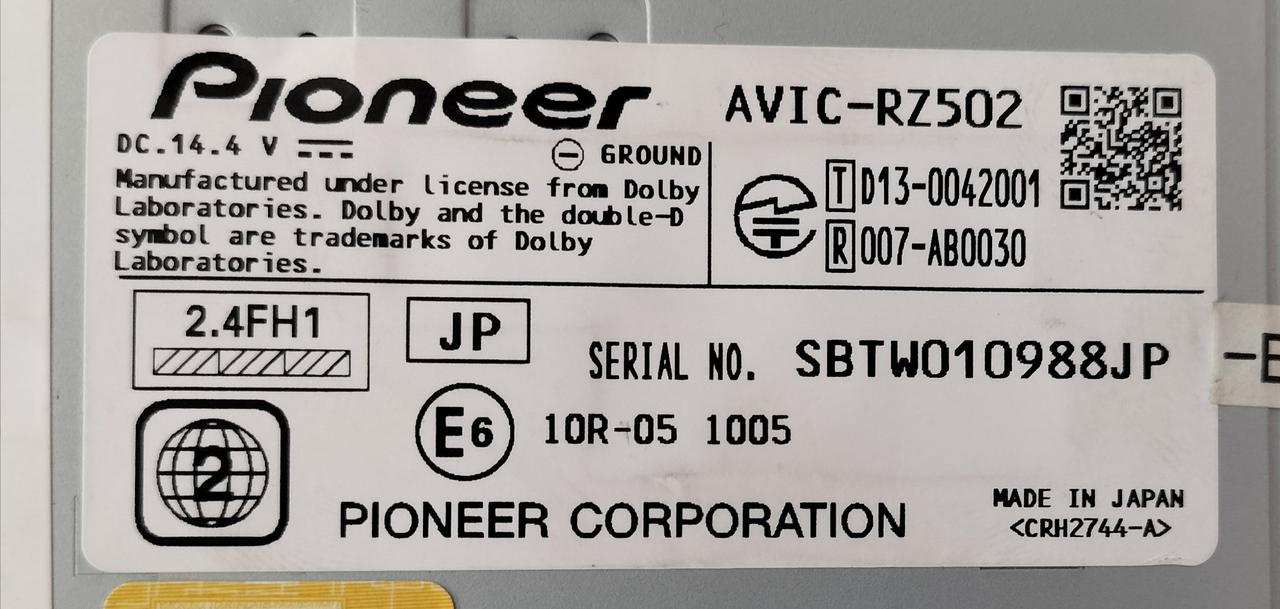 Pioneer
AVIC-RZ502
DC.14.4 V
⊖ GROUND
Manufactured under license from Dolby
Laboratories. Dolby and the double-D
symbol are trademarks of Dolby
Laboratories.
T D13-0042001
R 007-AB0030
2.4FH1
JP
SERIAL NO. SBTW010988JP
E6 10R-05 1005
2
PIONEER CORPORATION
MADE IN JAPAN
<CRH2744-A>